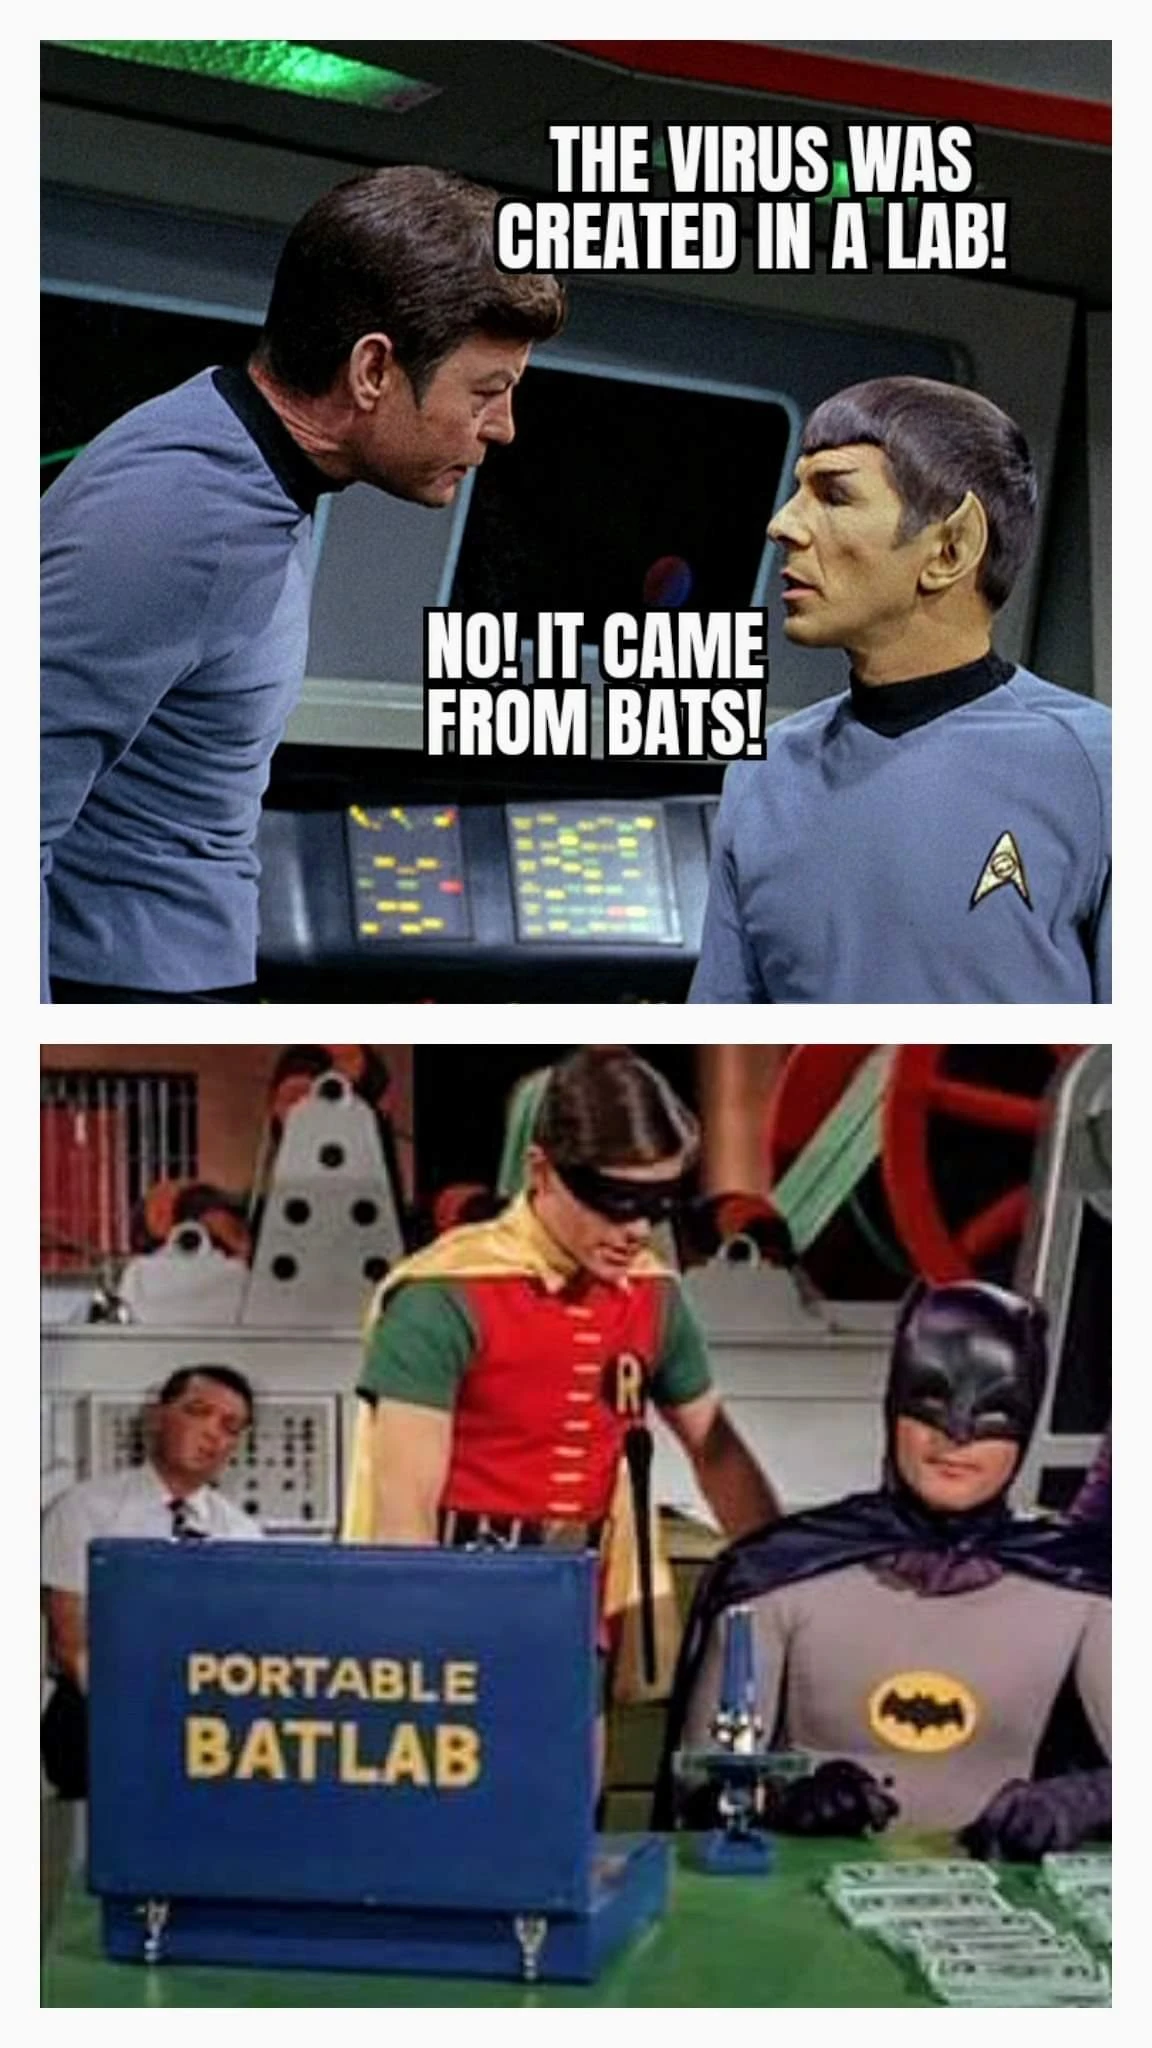 THE VIRUS WAS
CREATED IN A LAB!
NO! IT CAME
FROM BATS!
R
PORTABLE
BATLAB